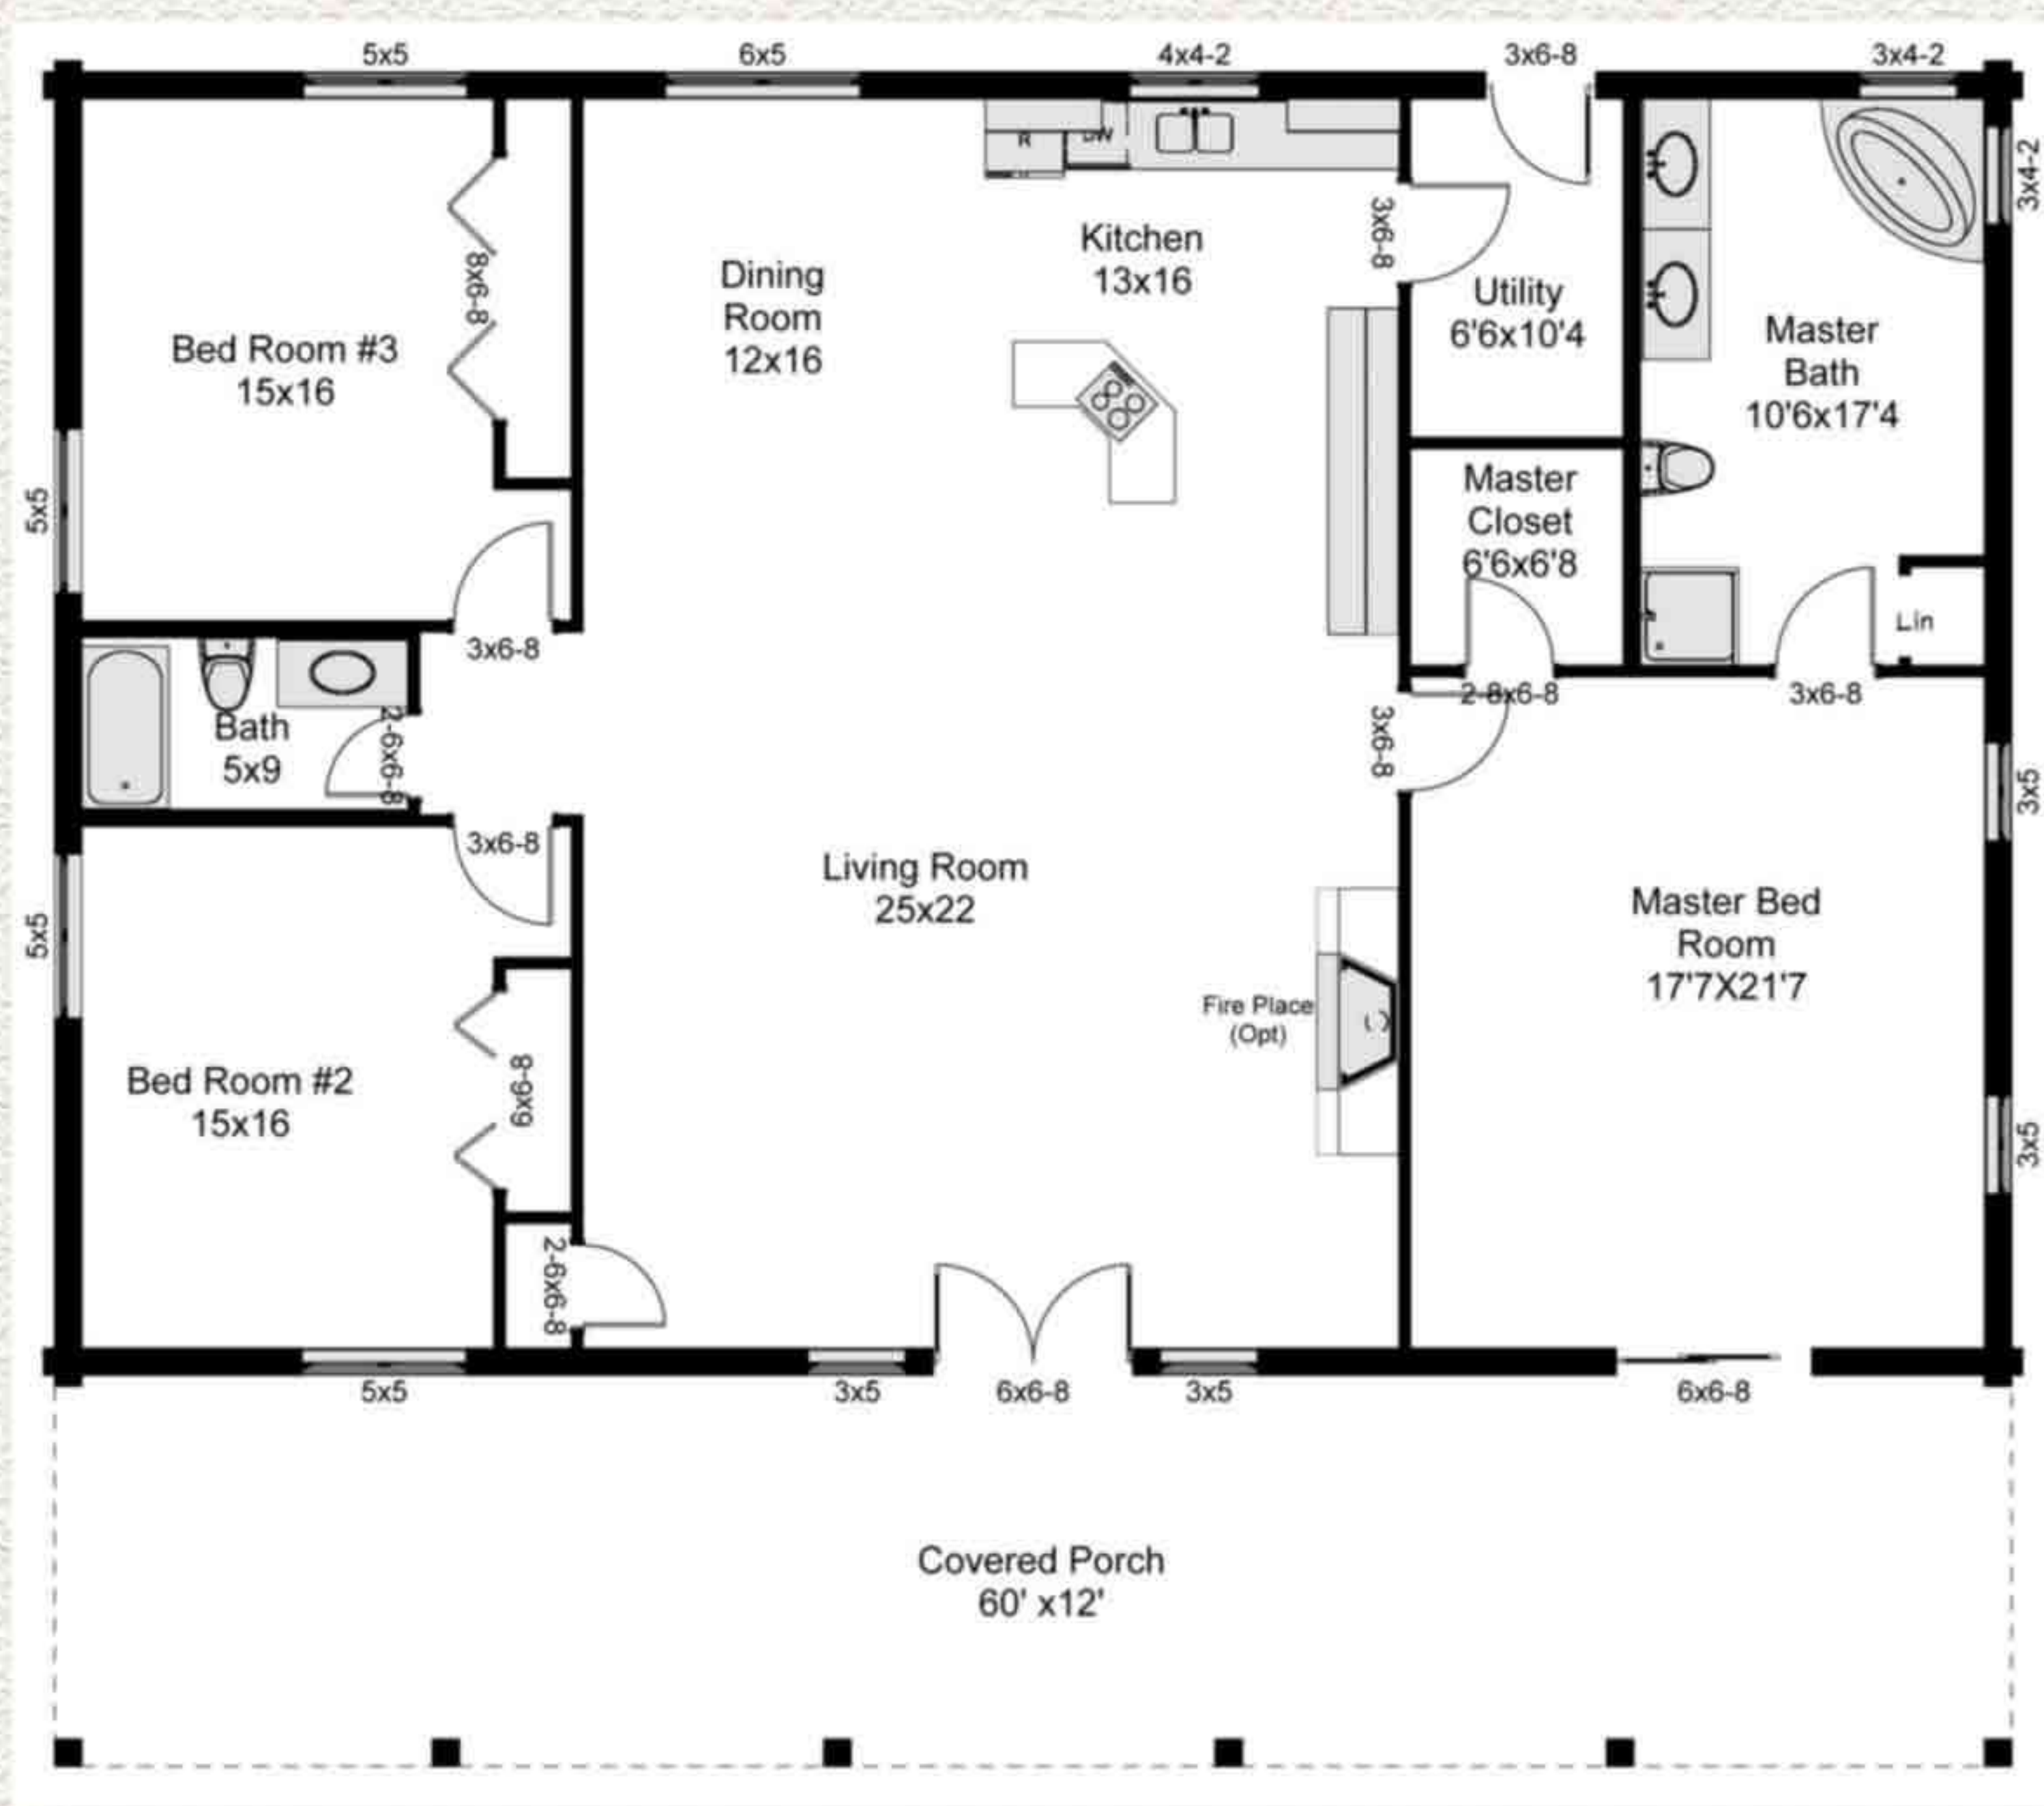 5x5
6x5
4x4-2
3x6-8
3x4-2
3x4-2
R
DW
8x6-8
3x6-8
Kitchen
13x16
Dining
Room
12x16
Utility
6'6x10'4
Master
Bath
10'6x17'4
Bed Room #3
15x16
5x5
Master
Closet
6'6x6'8
Lin
3x6-8
2-8x6-8
3x6-8
3x6-8
Bath
5x9
2-6x6-8
3x5
3x6-8
5x5
Living Room
25x22
Master Bed
Room
17'7X21'7
Fire Place
(Opt)
Bed Room #2
15x16
6x6-8
3x5
2-6x6-8
5x5
3x5
6x6-8
3x5
6x6-8
Covered Porch
60' x12'